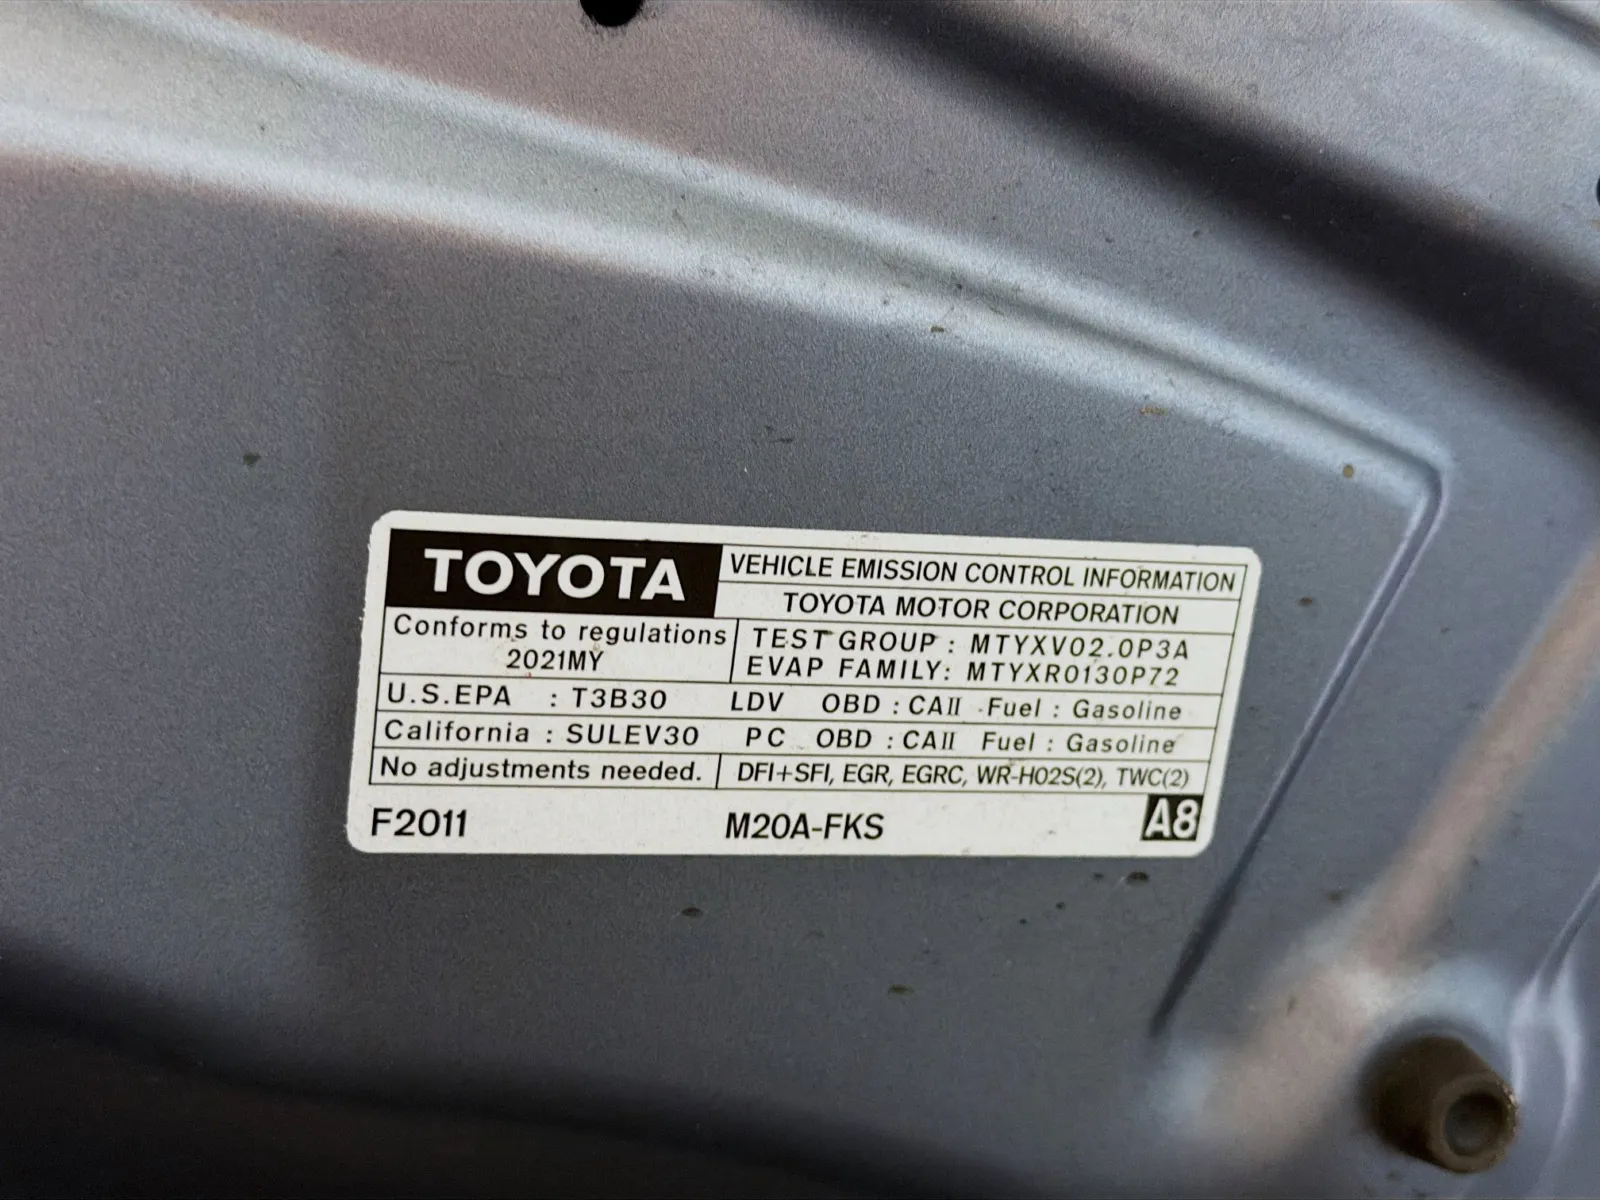 TOYOTA
VEHICLE EMISSION CONTROL INFORMATION
TOYOTA MOTOR CORPORATION
Conforms to regulations
2021MY
TEST GROUP : MTYXV02.0P3A
EVAP FAMILY: MTYXR0130P72
U.S.EPA : T3B30 LDV OBD : CAII Fuel : Gasoline
California : SULEV30 PC OBD : CAII Fuel : Gasoline
No adjustments needed. DFI+SFI, EGR, EGRC, WR-HO2S(2), TWC(2)
F2011 M20A-FKS A8